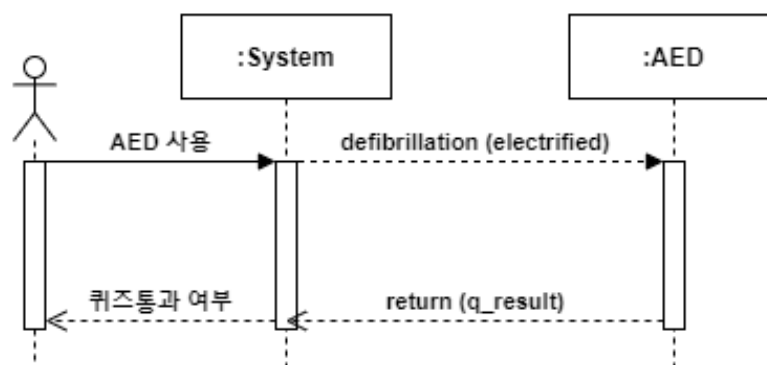 :System
:AED
AED 사용
defibrillation (electrified)
퀴즈통과 여부
return (q_result)